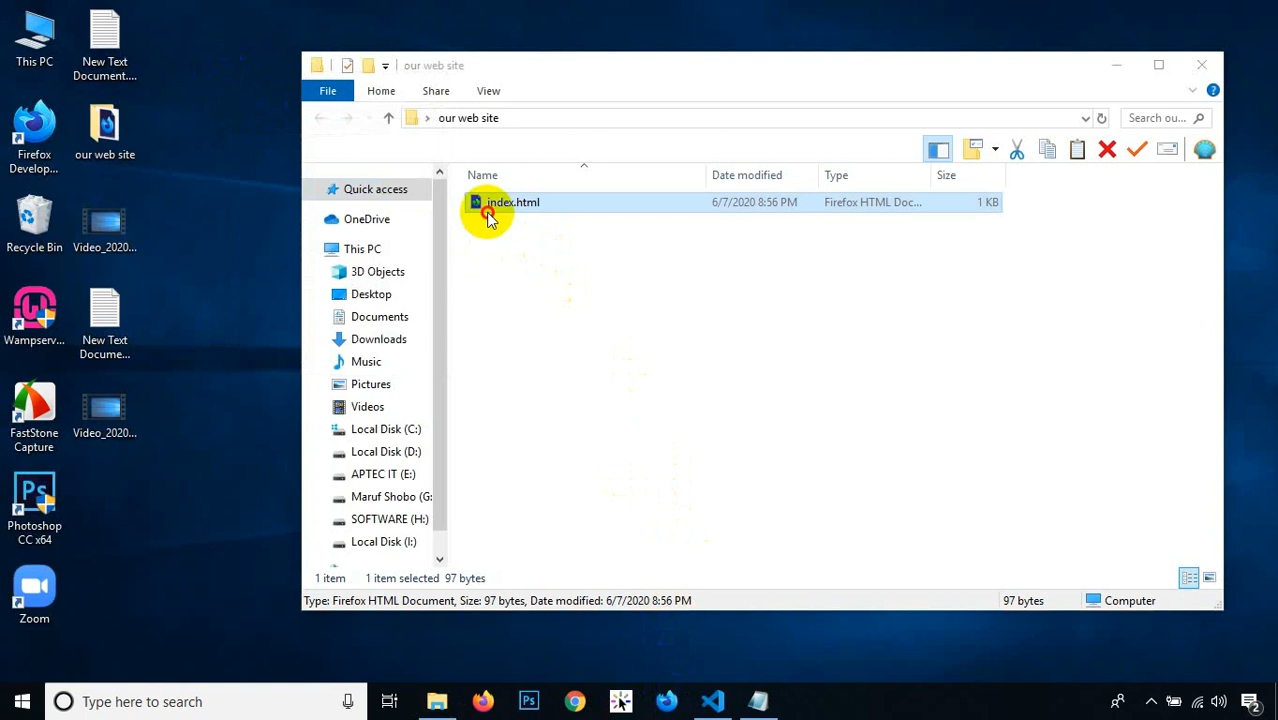 This PC
New Text
Document....
Firefox
Develop...
our web site
Recycle Bin
Video_2020...
Wampserv...
New Text
Docume...
FastStone
Capture
Video_2020...
Ps
Photoshop
CC x64
Zoom
our web site
File
Home
Share
View
our web site
Search ou...
Name
Date modified
Type
Size
index.html
6/7/2020 8:56 PM
Firefox HTML Doc...
1 KB
Quick access
OneDrive
This PC
3D Objects
Desktop
Documents
Downloads
Music
Pictures
Videos
Local Disk (C:)
Local Disk (D:)
APTEC IT (E:)
Maruf Shobo (G:
SOFTWARE (H:)
Local Disk (I:)
1 item
1 item selected
97 bytes
Type: Firefox HTML Document, Size: 97 bytes, Date modified: 6/7/2020 8:56 PM
97 bytes
Computer
Type here to search
Ps
2